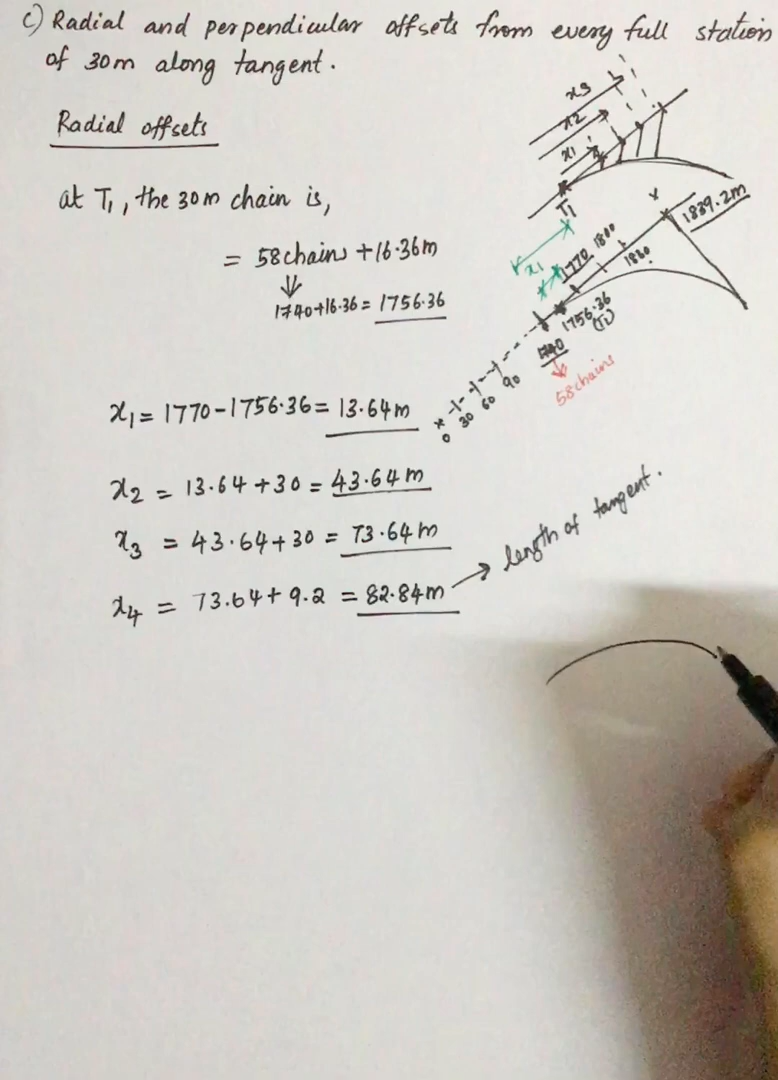 c) Radial and perpendicular offsets from every full station
of 30m along tangent.
Radial offsets
at T1, the 30m chain is,
= 58chains + 16.36m
1740+16.36 = 1756.36
x1 = 1770-1756.36 = 13.64m
x2 = 13.64 + 30 = 43.64m
x3 = 43.64+30 = 73.64m
x4 = 73.64+ 9.2 = 82.84m
length of tangent.
x3
x2
x1
T1
V
1839.2m
x1
1770
1800
1830
1756.36
(T1)
1740
58chains
0
30
60
90